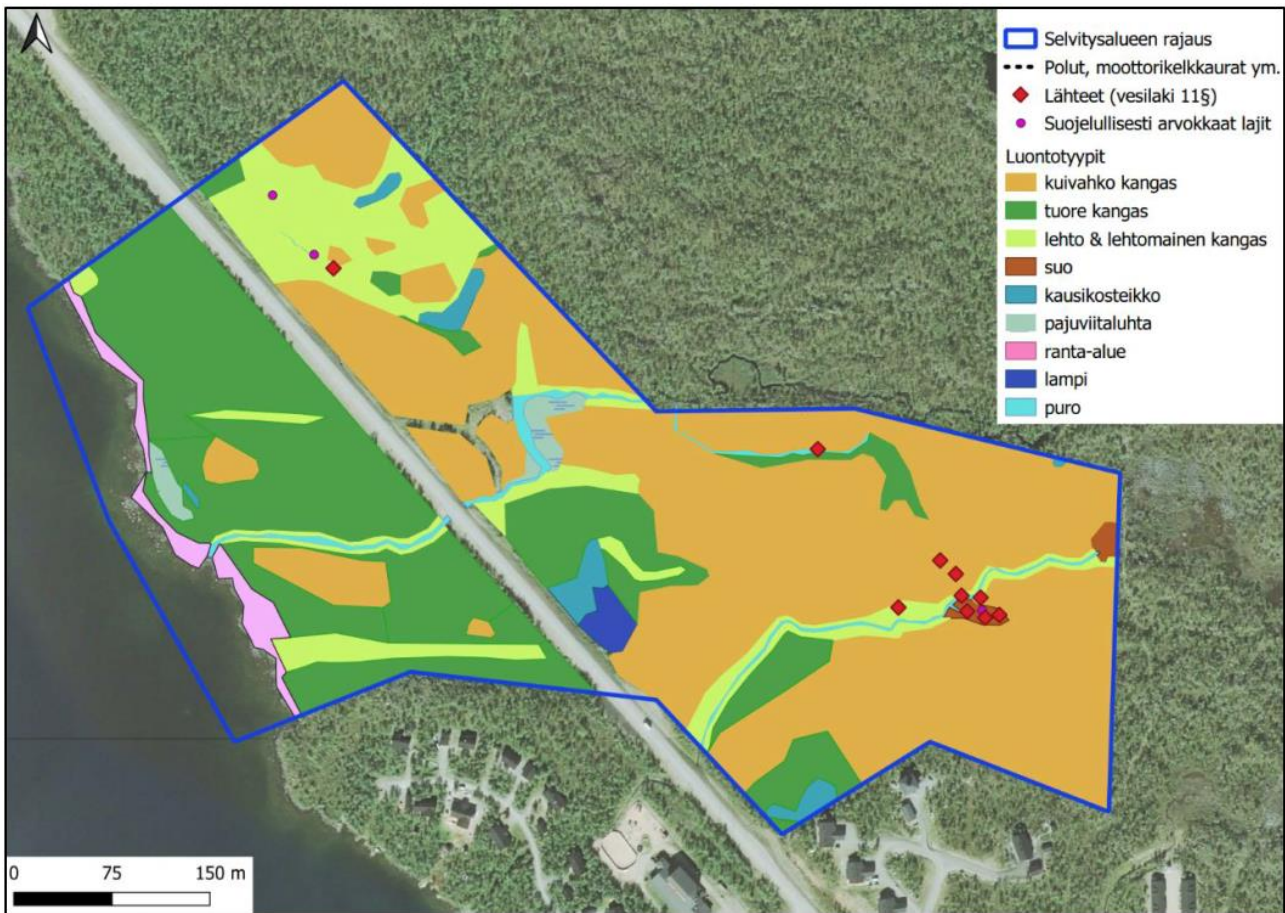 Selvitysalueen rajaus
Polut, moottorikelkkaurat ym.
Lähteet (vesilaki 11§)
Suojelullisesti arvokkaat lajit
Luontotyypit
kuivahko kangas
tuore kangas
lehto & lehtomainen kangas
suo
kausikosteikko
pajuviitaluhta
ranta-alue
lampi
puro
0 75 150 m